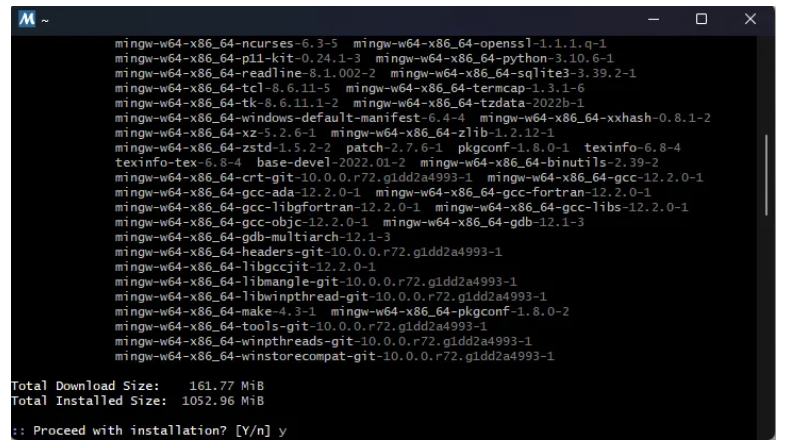 M ~
mingw-w64-x86_64-ncurses-6.3-5 mingw-w64-x86_64-openssl-1.1.1.q-1
mingw-w64-x86_64-p11-kit-0.24.1-3 mingw-w64-x86_64-python-3.10.6-1
mingw-w64-x86_64-readline-8.1.002-2 mingw-w64-x86_64-sqlite3-3.39.2-1
mingw-w64-x86_64-tcl-8.6.11-5 mingw-w64-x86_64-termcap-1.3.1-6
mingw-w64-x86_64-tk-8.6.11.1-2 mingw-w64-x86_64-tzdata-2022b-1
mingw-w64-x86_64-windows-default-manifest-6.4-4 mingw-w64-x86_64-xxhash-0.8.1-2
mingw-w64-x86_64-xz-5.2.6-1 mingw-w64-x86_64-zlib-1.2.12-1
mingw-w64-x86_64-zstd-1.5.2-2 patch-2.7.6-1 pkgconf-1.8.0-1 texinfo-6.8-4
texinfo-tex-6.8-4 base-devel-2022.01-2 mingw-w64-x86_64-binutils-2.39-2
mingw-w64-x86_64-crt-git-10.0.0.r72.g1dd2a4993-1 mingw-w64-x86_64-gcc-12.2.0-1
mingw-w64-x86_64-gcc-ada-12.2.0-1 mingw-w64-x86_64-gcc-fortran-12.2.0-1
mingw-w64-x86_64-gcc-libgfortran-12.2.0-1 mingw-w64-x86_64-gcc-libs-12.2.0-1
mingw-w64-x86_64-gcc-objc-12.2.0-1 mingw-w64-x86_64-gdb-12.1-3
mingw-w64-x86_64-gdb-multiarch-12.1-3
mingw-w64-x86_64-headers-git-10.0.0.r72.g1dd2a4993-1
mingw-w64-x86_64-libgccjit-12.2.0-1
mingw-w64-x86_64-libmangle-git-10.0.0.r72.g1dd2a4993-1
mingw-w64-x86_64-libwinpthread-git-10.0.0.r72.g1dd2a4993-1
mingw-w64-x86_64-make-4.3-1 mingw-w64-x86_64-pkgconf-1.8.0-2
mingw-w64-x86_64-tools-git-10.0.0.r72.g1dd2a4993-1
mingw-w64-x86_64-winpthreads-git-10.0.0.r72.g1dd2a4993-1
mingw-w64-x86_64-winstorecompat-git-10.0.0.r72.g1dd2a4993-1
Total Download Size: 161.77 MiB
Total Installed Size: 1052.96 MiB
:: Proceed with installation? [Y/n] y